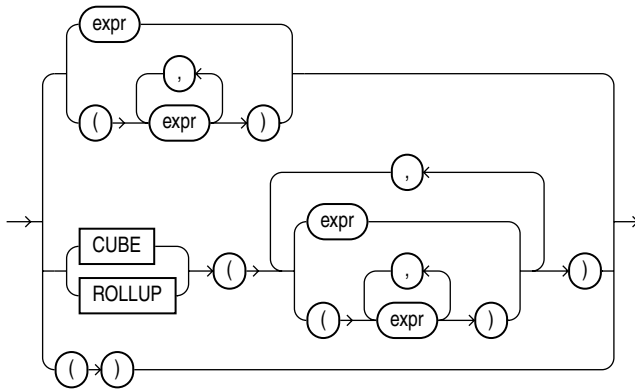 expr
,
( expr )
,
expr
CUBE
ROLLUP (
,
( expr ) )
( )